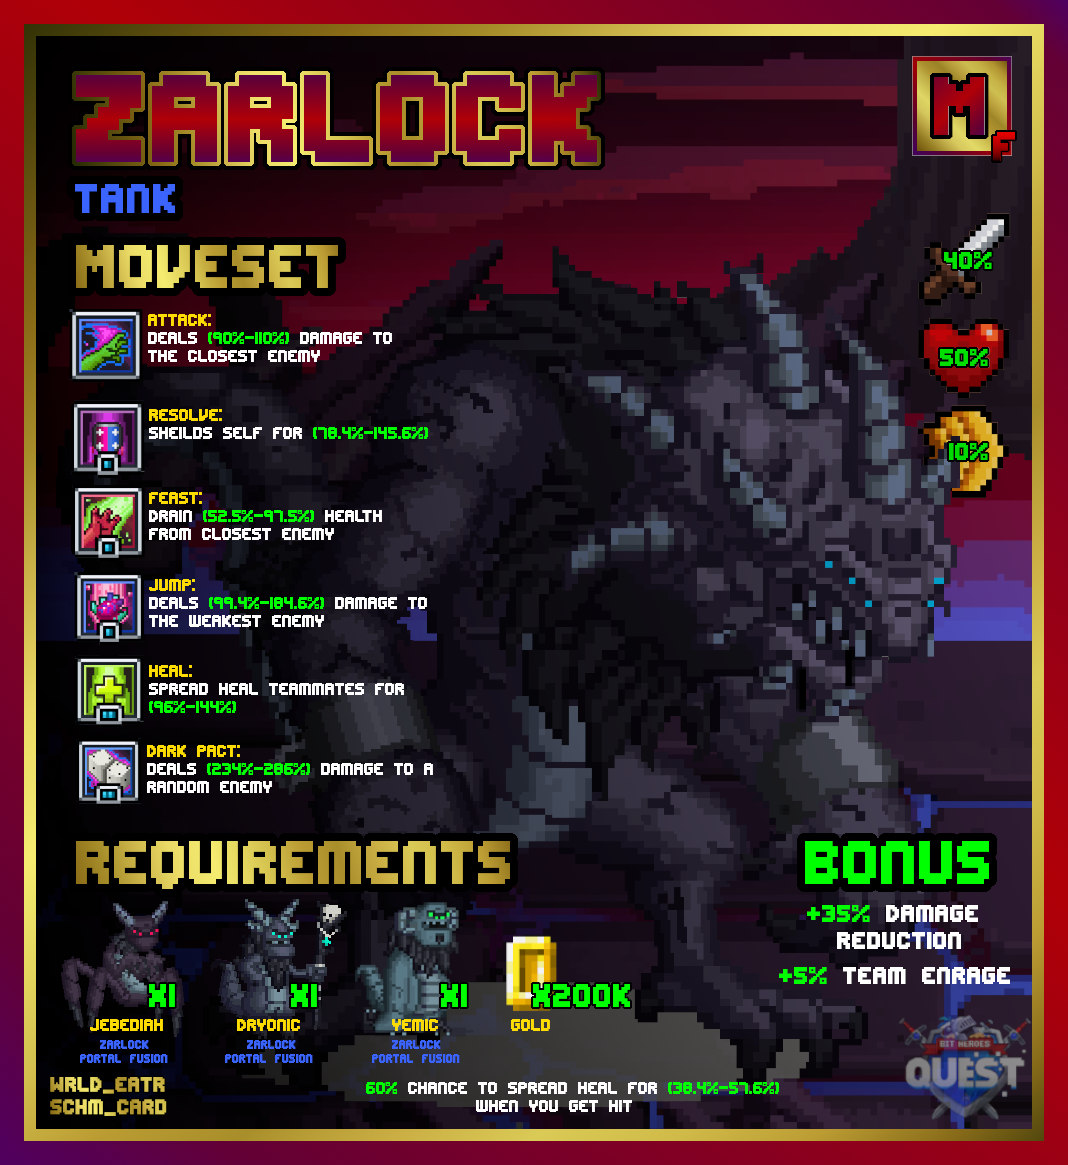 ZARLOCK
M
F
TANK
MOVESET
40%
50%
10%
ATTACK:
DEALS (90%-110%) DAMAGE TO
THE CLOSEST ENEMY
RESOLVE:
SHEILDS SELF FOR (78.4%-145.6%)
FEAST:
DRAIN (52.5%-97.5%) HEALTH
FROM CLOSEST ENEMY
JUMP:
DEALS (99.4%-184.6%) DAMAGE TO
THE WEAKEST ENEMY
HEAL:
SPREAD HEAL TEAMMATES FOR
(96%-144%)
DARK PACT:
DEALS (234%-286%) DAMAGE TO A
RANDOM ENEMY
REQUIREMENTS
X1
X1
X1
X200K
JEBEDIAH
DRYONIC
YEMIC
GOLD
ZARLOCK
PORTAL FUSION
ZARLOCK
PORTAL FUSION
ZARLOCK
PORTAL FUSION
BONUS
+35% DAMAGE
REDUCTION
+5% TEAM ENRAGE
WRLD_EATR
SCHM_CARD
60% CHANCE TO SPREAD HEAL FOR (38.4%-57.6%)
WHEN YOU GET HIT
BIT HEROES
QUEST